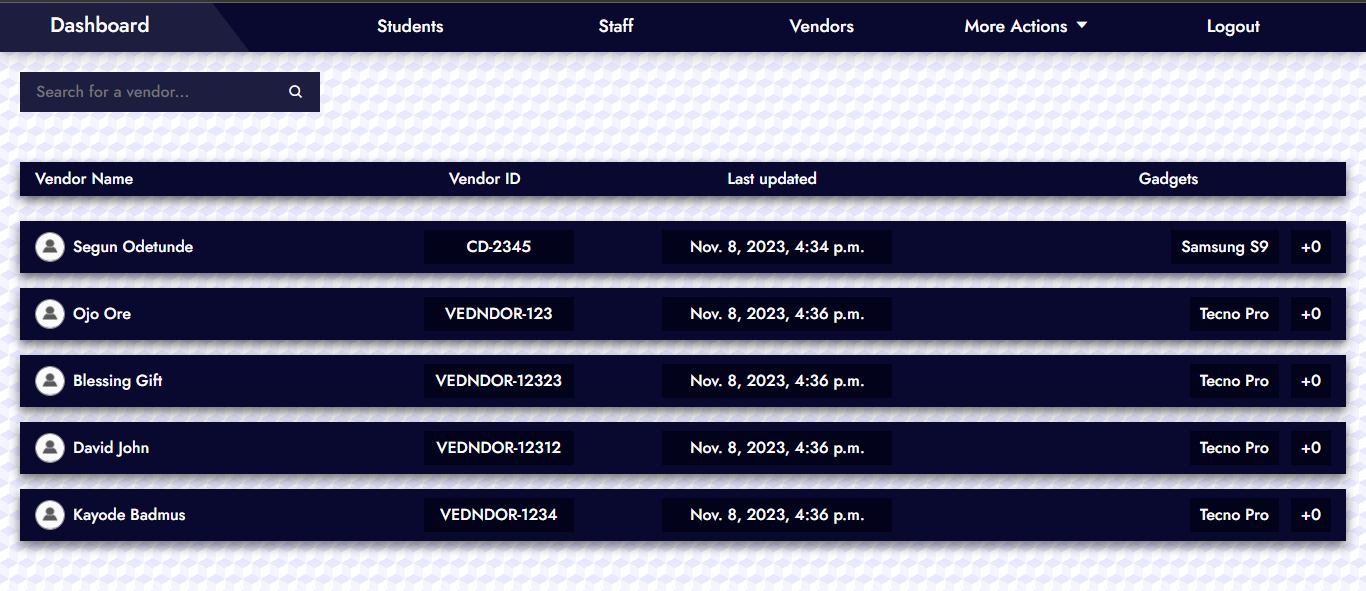 Dashboard Students Staff Vendors More Actions Logout
Search for a vendor...
Vendor Name Vendor ID Last updated Gadgets
Segun Odetunde CD-2345 Nov. 8, 2023, 4:34 p.m. Samsung S9 +0
Ojo Ore VEDNDOR-123 Nov. 8, 2023, 4:36 p.m. Tecno Pro +0
Blessing Gift VEDNDOR-12323 Nov. 8, 2023, 4:36 p.m. Tecno Pro +0
David John VEDNDOR-12312 Nov. 8, 2023, 4:36 p.m. Tecno Pro +0
Kayode Badmus VEDNDOR-1234 Nov. 8, 2023, 4:36 p.m. Tecno Pro +0